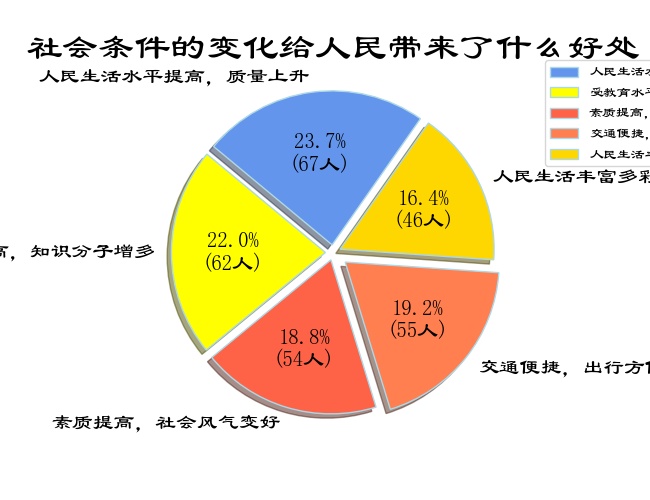 社会条件的变化给人民带来了什么好处
人民生活水平提高，质量上升
人民生活水
受教育水平
素质提高，
交通便捷，
人民生活丰
23.7%
(67人)
16.4%
(46人)
人民生活丰富多彩
22.0%
(62人)
高，知识分子增多
19.2%
(55人)
18.8%
(54人)
交通便捷，出行方便
素质提高，社会风气变好